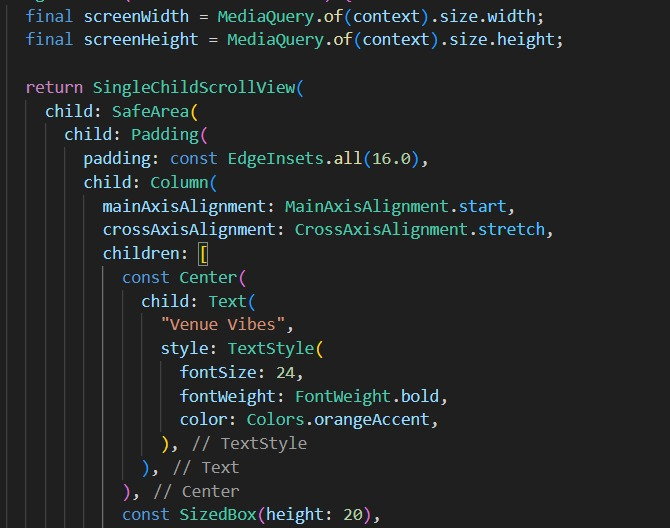 final screenWidth = MediaQuery.of(context).size.width;
final screenHeight = MediaQuery.of(context).size.height;
return SingleChildScrollView(
child: SafeArea(
child: Padding(
padding: const EdgeInsets.all(16.0),
child: Column(
mainAxisAlignment: MainAxisAlignment.start,
crossAxisAlignment: CrossAxisAlignment.stretch,
children: [
const Center(
child: Text(
"Venue Vibes",
style: TextStyle(
fontSize: 24,
fontWeight: FontWeight.bold,
color: Colors.orangeAccent,
), // TextStyle
), // Text
), // Center
const SizedBox(height: 20),